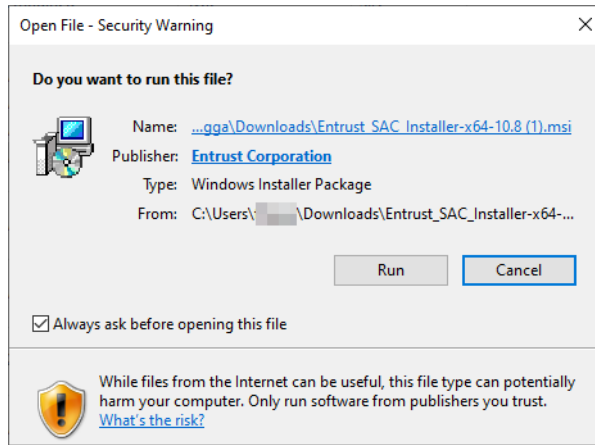 Open File - Security Warning
Do you want to run this file?
Name: ...gga\Downloads\Entrust_SAC_Installer-x64-10.8 (1).msi
Publisher: Entrust Corporation
Type: Windows Installer Package
From: C:\Users\ \Downloads\Entrust_SAC_Installer-x64-...
Run Cancel
Always ask before opening this file
While files from the Internet can be useful, this file type can potentially
harm your computer. Only run software from publishers you trust.
What's the risk?